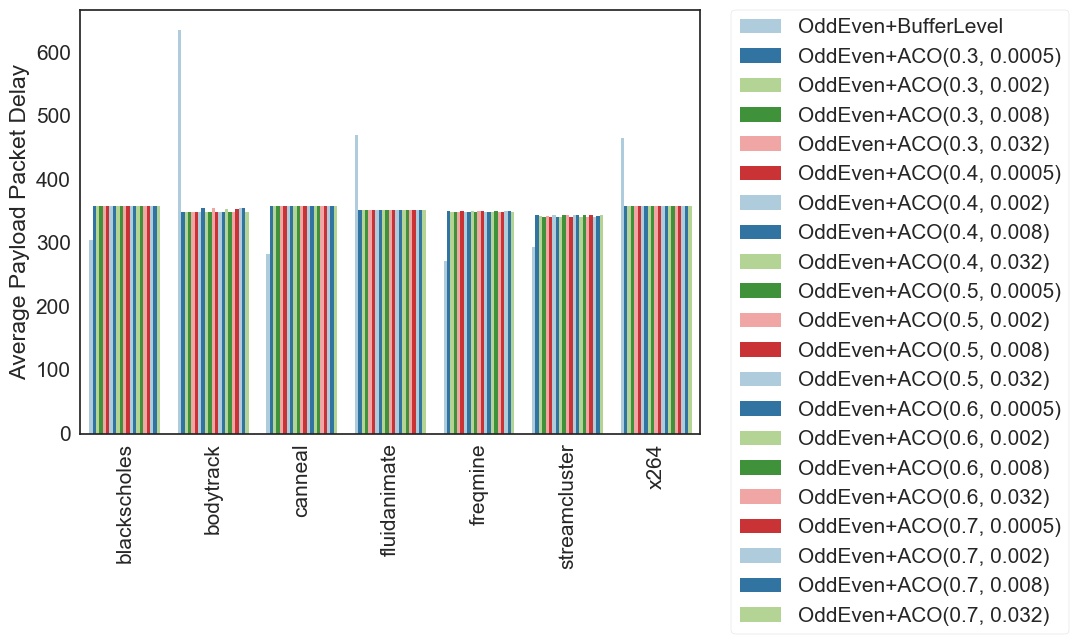 Average Payload Packet Delay
600
500
400
300
200
100
0
blackscholes
bodytrack
canneal
fluidanimate
freqmine
streamcluster
x264
OddEven+BufferLevel
OddEven+ACO(0.3, 0.0005)
OddEven+ACO(0.3, 0.002)
OddEven+ACO(0.3, 0.008)
OddEven+ACO(0.3, 0.032)
OddEven+ACO(0.4, 0.0005)
OddEven+ACO(0.4, 0.002)
OddEven+ACO(0.4, 0.008)
OddEven+ACO(0.4, 0.032)
OddEven+ACO(0.5, 0.0005)
OddEven+ACO(0.5, 0.002)
OddEven+ACO(0.5, 0.008)
OddEven+ACO(0.5, 0.032)
OddEven+ACO(0.6, 0.0005)
OddEven+ACO(0.6, 0.002)
OddEven+ACO(0.6, 0.008)
OddEven+ACO(0.6, 0.032)
OddEven+ACO(0.7, 0.0005)
OddEven+ACO(0.7, 0.002)
OddEven+ACO(0.7, 0.008)
OddEven+ACO(0.7, 0.032)